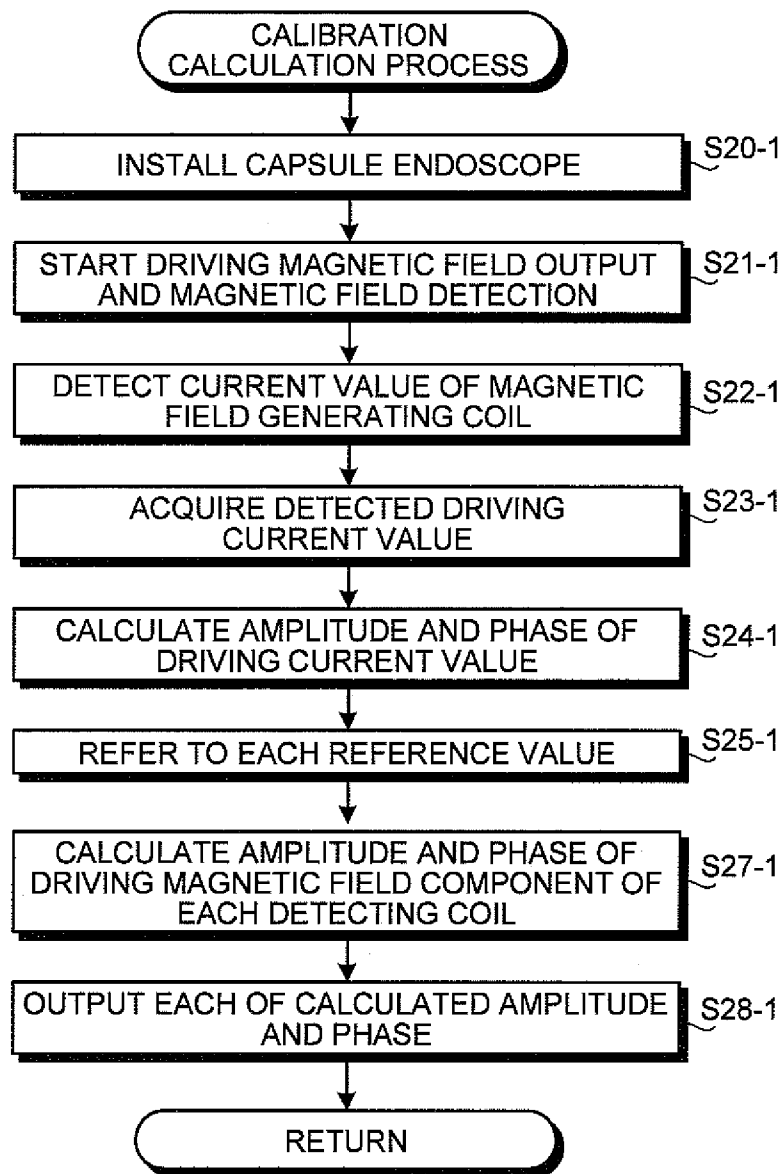 CALIBRATION
CALCULATION PROCESS
INSTALL CAPSULE ENDOSCOPE
S20-1
START DRIVING MAGNETIC FIELD OUTPUT
AND MAGNETIC FIELD DETECTION
S21-1
DETECT CURRENT VALUE OF MAGNETIC
FIELD GENERATING COIL
S22-1
ACQUIRE DETECTED DRIVING
CURRENT VALUE
S23-1
CALCULATE AMPLITUDE AND PHASE OF
DRIVING CURRENT VALUE
S24-1
REFER TO EACH REFERENCE VALUE
S25-1
CALCULATE AMPLITUDE AND PHASE OF
DRIVING MAGNETIC FIELD COMPONENT OF
EACH DETECTING COIL
S27-1
OUTPUT EACH OF CALCULATED AMPLITUDE
AND PHASE
S28-1
RETURN